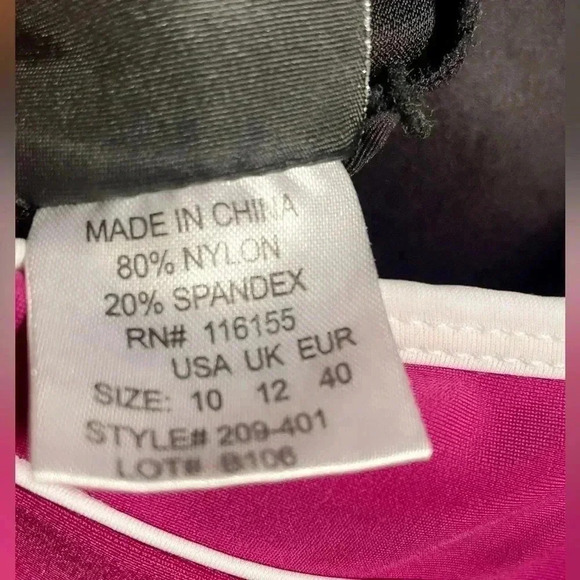 MADE IN CHINA
80% NYLON
20% SPANDEX
RN# 116155
USA UK EUR
SIZE: 10 12 40
STYLE# 209-401
LOT# B106